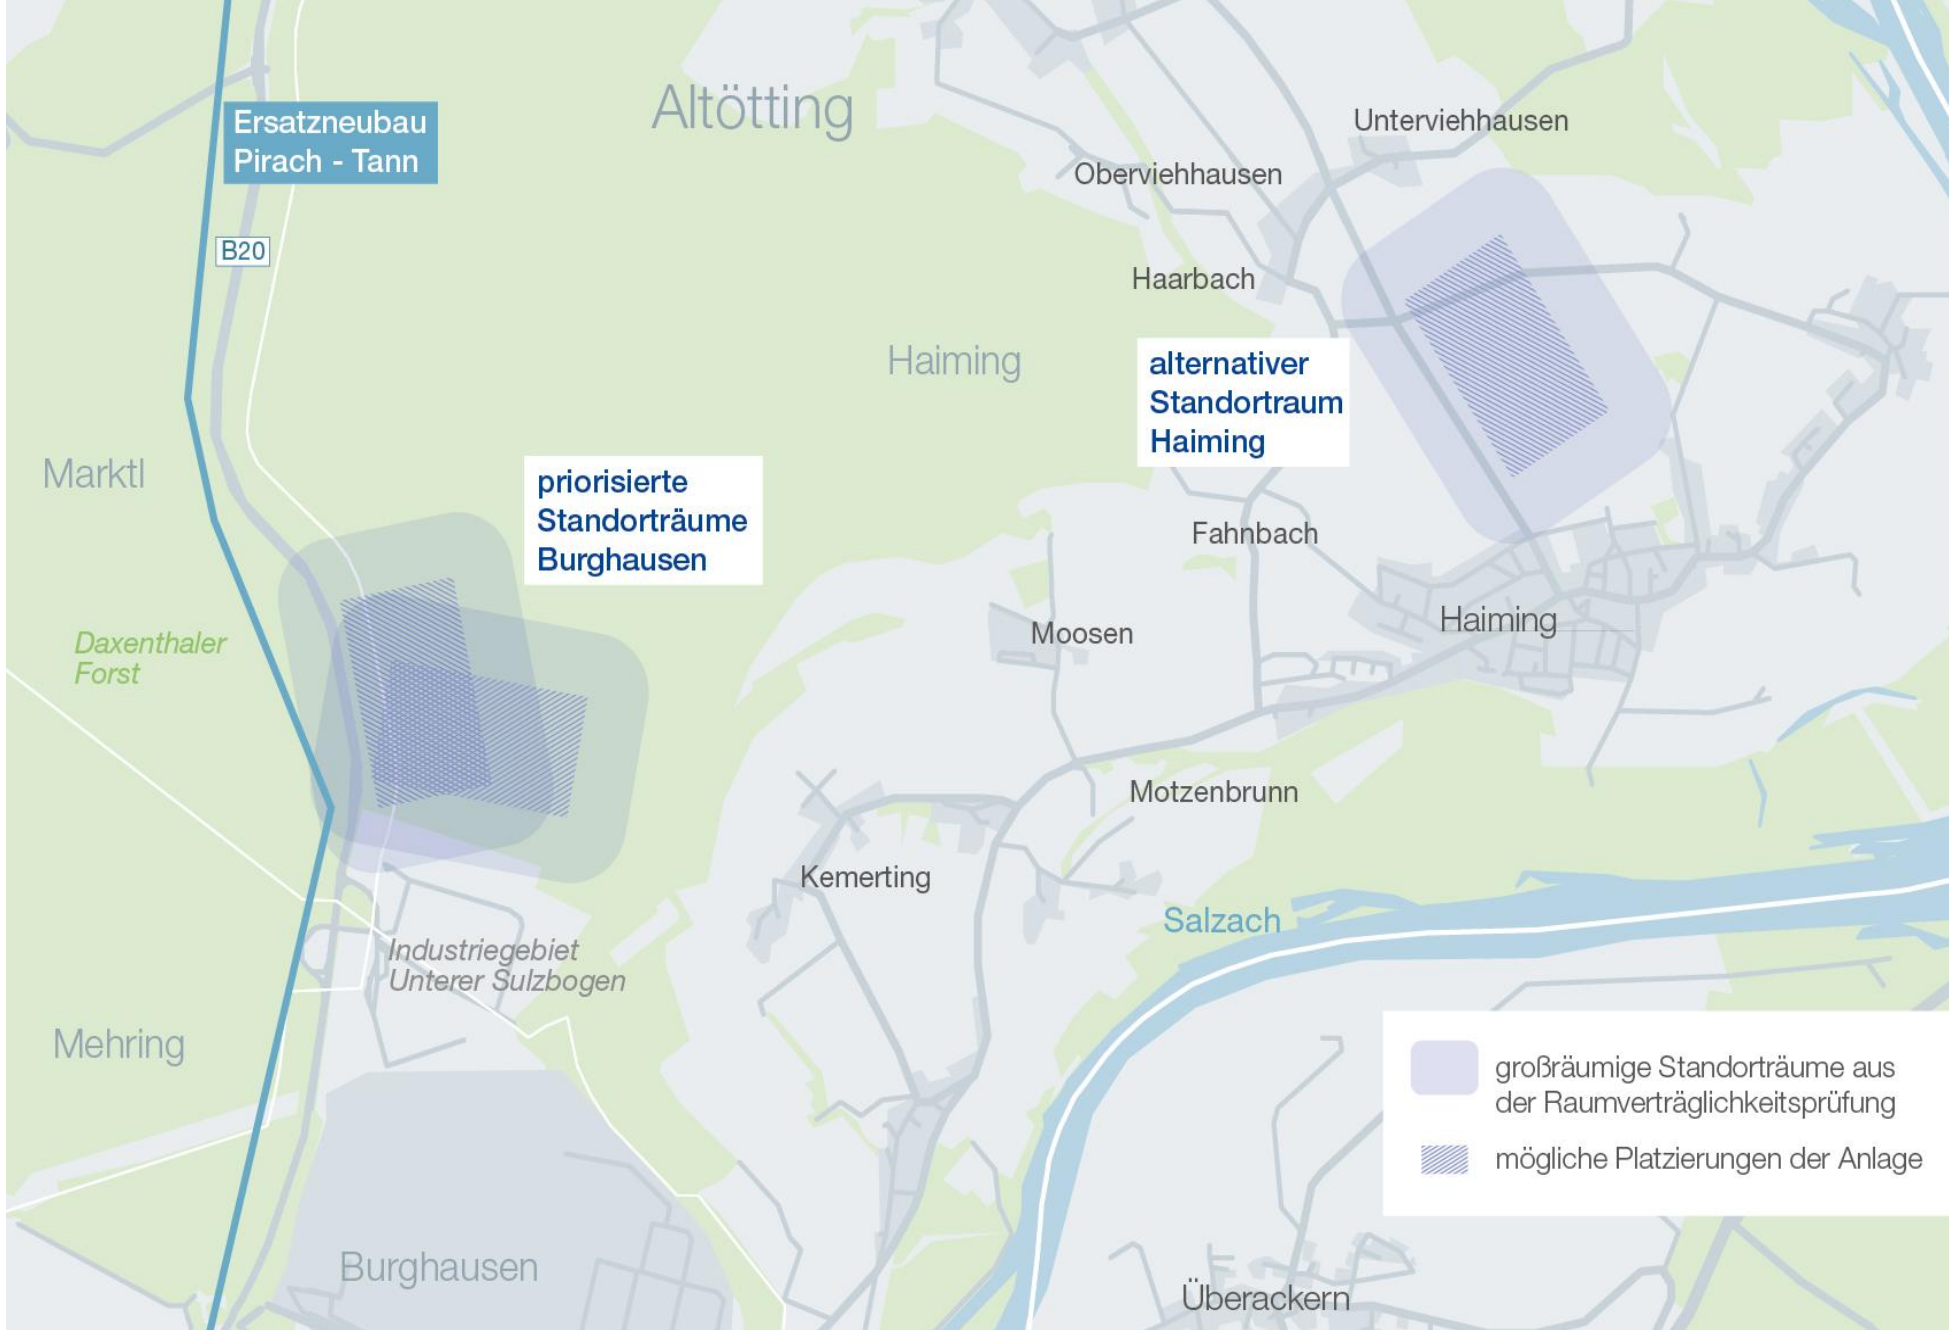 Altötting
Ersatzneubau
Pirach - Tann
Unterviehhausen
Oberviehhausen
B20
Haarbach
Haiming
alternativer
Standortraum
Haiming
Marktl
priorisierte
Standorträume
Burghausen
Fahnbach
Haiming
Moosen
Daxenthaler
Forst
Motzenbrunn
Kemerting
Salzach
Industriegebiet
Unterer Sulzbogen
Mehring
großräumige Standorträume aus
der Raumverträglichkeitsprüfung
mögliche Platzierungen der Anlage
Burghausen
Überackern